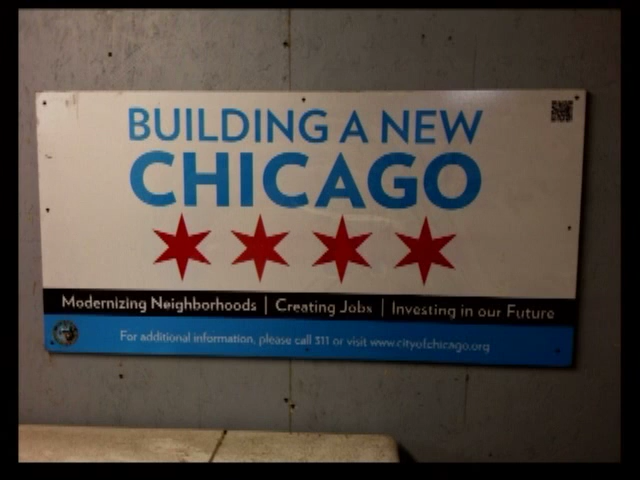 BUILDING A NEW
CHICAGO
Modernizing Neighborhoods | Creating Jobs | Investing in our Future
For additional information, please call 311 or visit www.cityofchicago.org